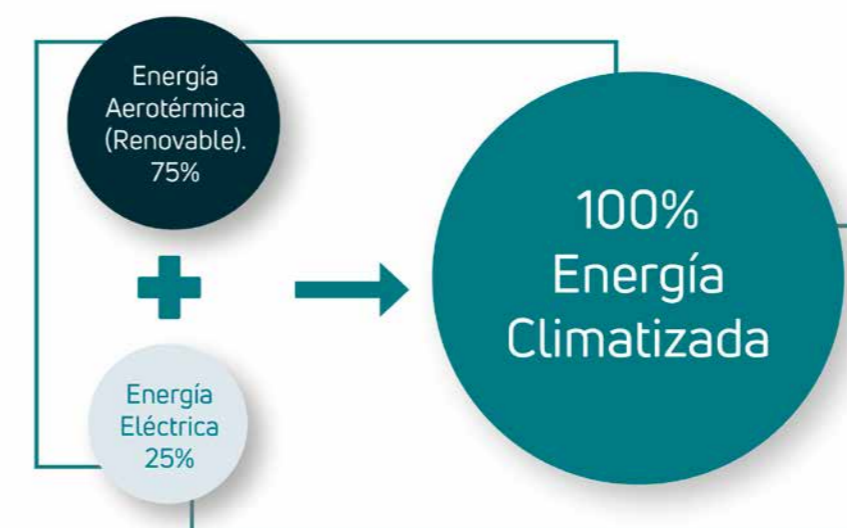 Energía
Aerotérmica
(Renovable).
75%
Energía
Eléctrica
25%
100%
Energía
Climatizada